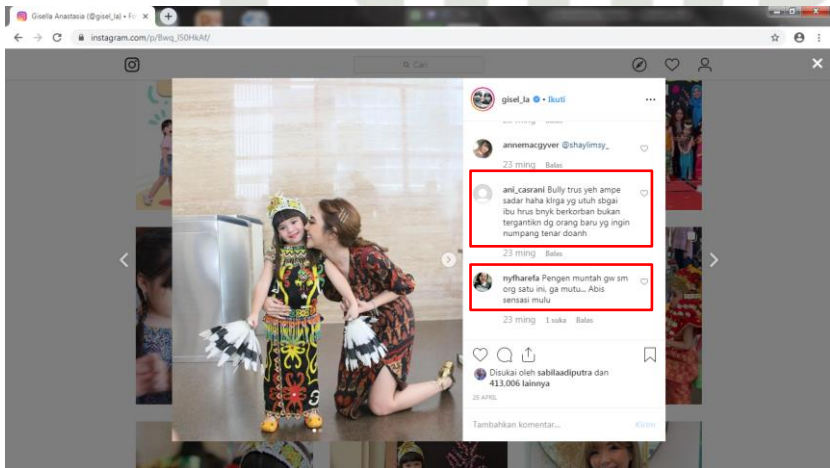 Gisella Anastasia (@gisel_la) • Fo
instagram.com/p/Bwq_I50HkAf/
Cari
gisel_la • Ikuti
annemacgyver @shaylimsy_
23 ming Balas
ani_casrani Bully trus yeh ampe
sadar haha klrga yg utuh sbgai
ibu hrus bnyk berkorban bukan
tergantikn dg orang baru yg ingin
numpang tenar doanh
23 ming Balas
nyfharefa Pengen muntah gw sm
org satu ini, ga mutu... Abis
sensasi mulu
23 ming 1 suka Balas
Disukai oleh sabilaadiputra dan
413.006 lainnya
25 APRIL
Tambahkan komentar... Kirim